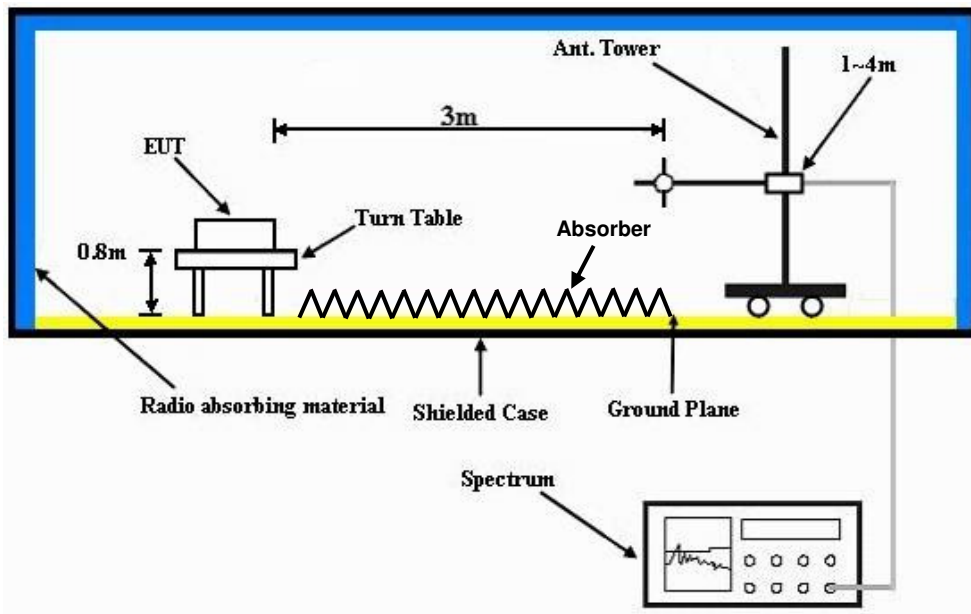 Ant. Tower
1~4m
3m
EUT
Turn Table
Absorber
0.8m
Radio absorbing material
Shielded Case
Ground Plane
Spectrum